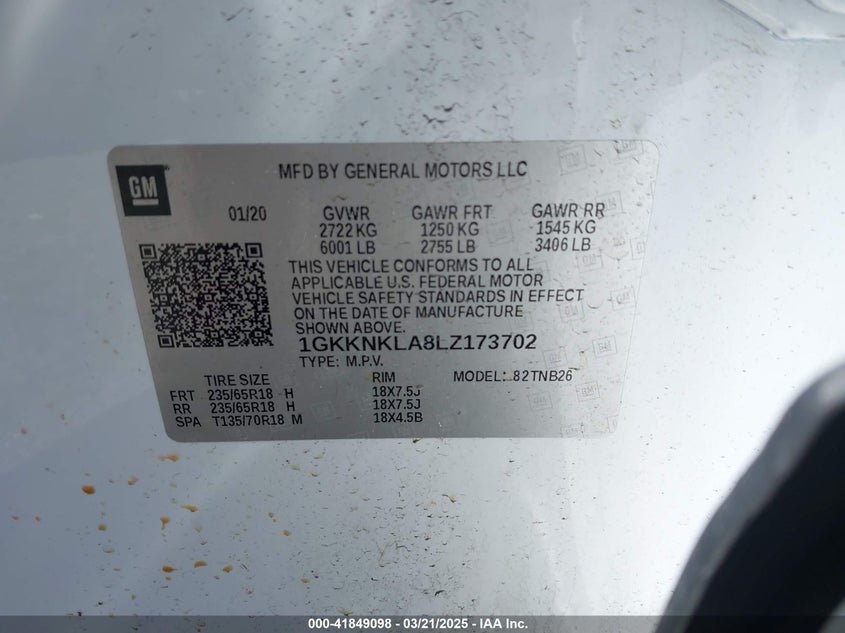 GM
MFD BY GENERAL MOTORS LLC
01/20 GVWR GAWR FRT GAWR RR
2722 KG 1250 KG 1545 KG
6001 LB 2755 LB 3406 LB
THIS VEHICLE CONFORMS TO ALL
APPLICABLE U.S. FEDERAL MOTOR
VEHICLE SAFETY STANDARDS IN EFFECT
ON THE DATE OF MANUFACTURE
SHOWN ABOVE.
1GKKNKLA8LZ173702
TYPE: M.P.V.
TIRE SIZE RIM MODEL: 82TNB26
FRT 235/65R18 H 18X7.5J
RR 235/65R18 H 18X7.5J
SPA T135/70R18 M 18X4.5B
000-41849098 - 03/21/2025 - IAA Inc.